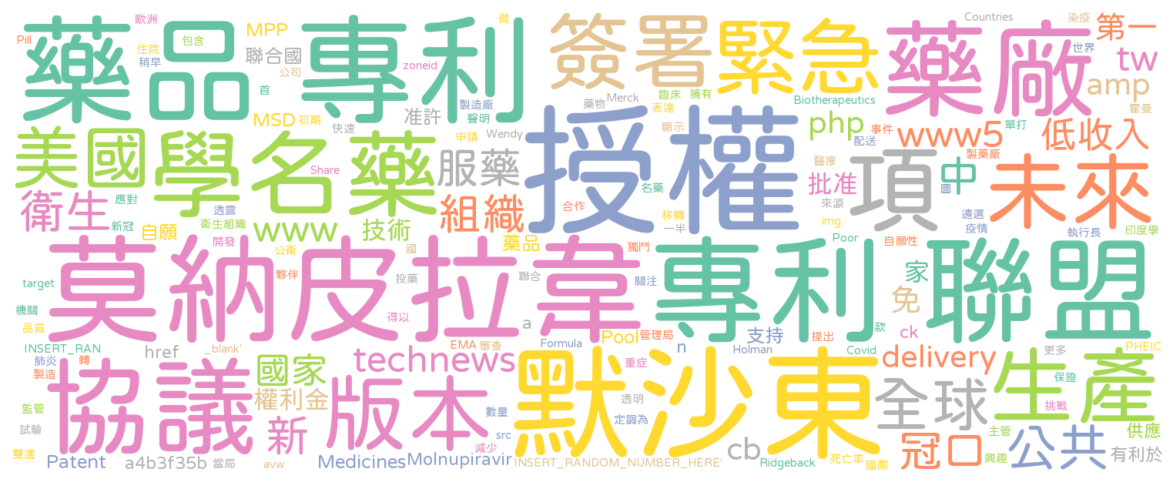 歐洲 MPP 簽署 緊急 Countries 染疫 第一
Pill 藥品 專利 聯合國 藥廠 世界
住院 包含 做 tw
稍早 公司 zoneid amp
首 製造廠 藥物 Merck 臨床 擁有 Biotherapeutics 霍曼
MSD 初期 准許 聲明 表達 php 事件 單打
美國 學名藥 快速 申請 Wendy 授權 顯示 配送 www5 低收入
Share 服藥 醫療 製藥廠 項 中 未來
衛生 應對 透露 名藥 批准 圖
新冠 衛生組織 www 技術 組織 合作 移轉 來源 遴選
自願 開發 一半 img 疫情 執行長 印度學
莫納皮拉韋 公衛 國 藥品 獨鬥 專利 Poor 自願性 聯盟
target 夥伴 投藥 聯合 關注 家
機關 得以 a 免
品質 款
INSERT_RAN _blank' EMA 審查 Formula Pool 管理局 支持 提出 ck 更多 PHEIC
肺炎 轉 href technews n Holman Covid
製造 協議 國家 版本 默沙東 重症 delivery 生產
權利金 透明 全球 保證
監管 新 數量 定調為 挑戰
試驗 減少 src cb 冠口 主管 公共 供應
雙邊 Patent a4b3f35b 當局 avw Medicines Molnupiravir 'INSERT_RANDOM_NUMBER_HERE' Ridgeback 死亡率 國際 興趣 有利於